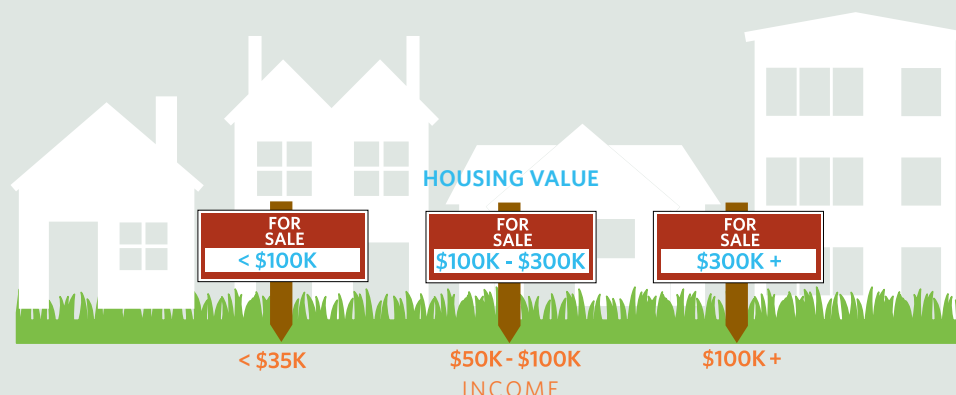 HOUSING VALUE
FOR
SALE
< $100K
FOR
SALE
$100K - $300K
FOR
SALE
$300K +
< $35K
$50K - $100K
$100K +
INCOME